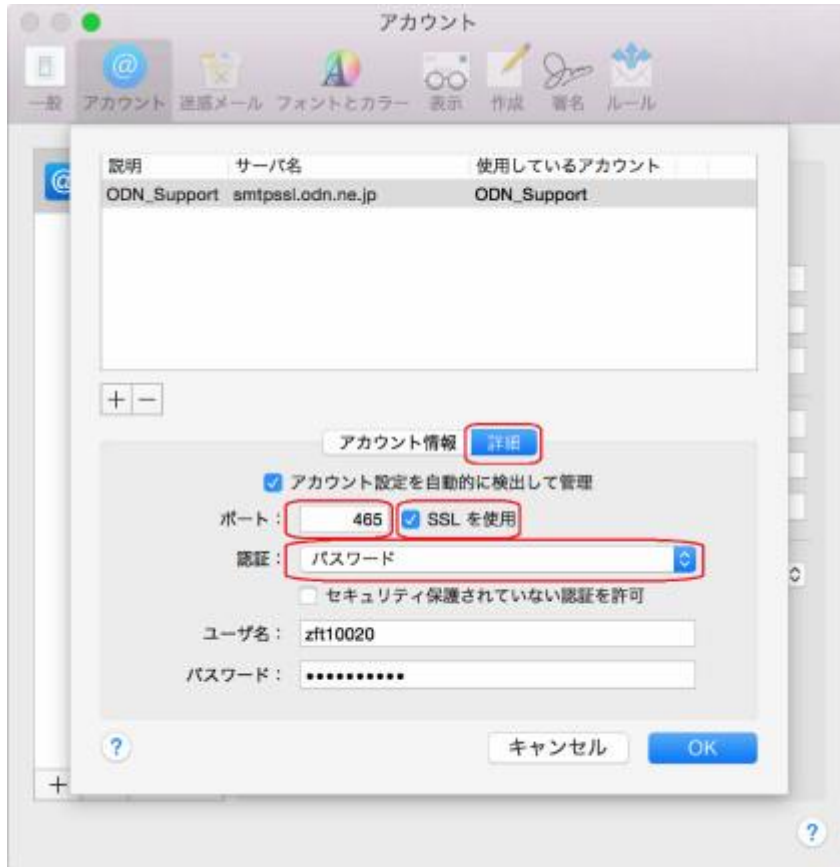 アカウント
一般 アカウント 迷惑メール フォントとカラー 表示 作成 署名 ルール
説明 サーバ名 使用しているアカウント
ODN_Support smtpssl.odn.ne.jp ODN_Support
+ −
アカウント情報 詳細
アカウント設定を自動的に検出して管理
ポート： 465 SSL を使用
認証： パスワード
セキュリティ保護されていない認証を許可
ユーザ名： zft10020
パスワード： ••••••••••
? キャンセル OK
+
?